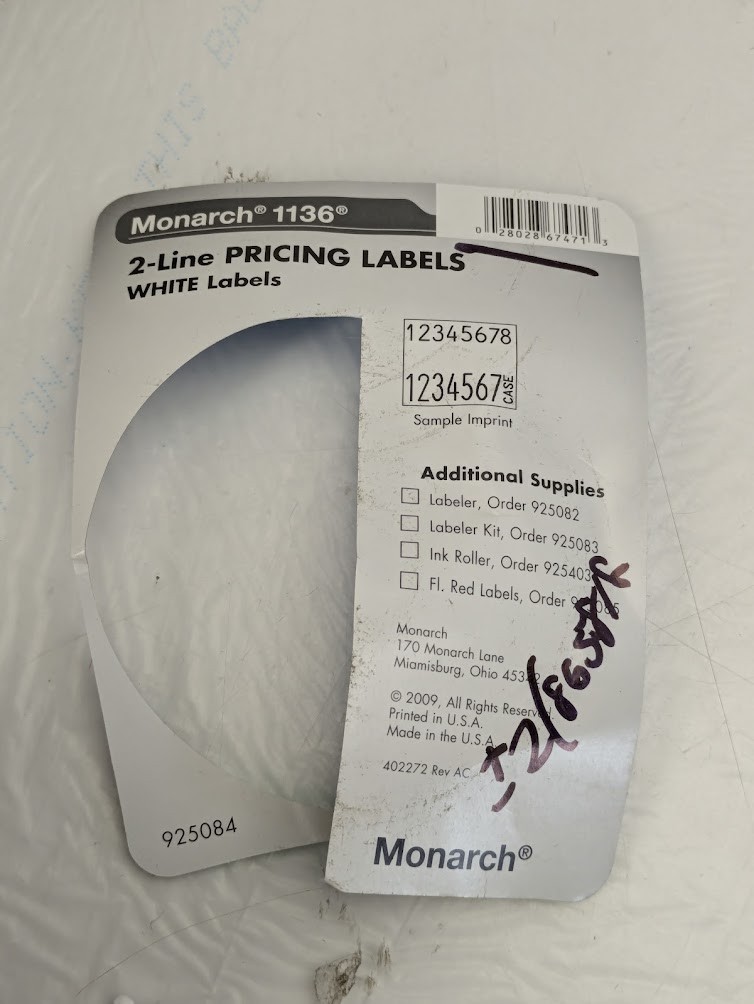 Monarch® 1136®
0 28028 67471 3
2-Line PRICING LABELS
WHITE Labels
12345678
1234567 CASE
Sample Imprint
Additional Supplies
Labeler, Order 925082
Labeler Kit, Order 925083
Ink Roller, Order 925403
Fl. Red Labels, Order
Monarch
170 Monarch Lane
Miamisburg, Ohio
© 2009, All Rights Reserved.
Printed in U.S.A.
Made in the U.S.A.
402272 Rev AC
925084
Monarch®
THIS